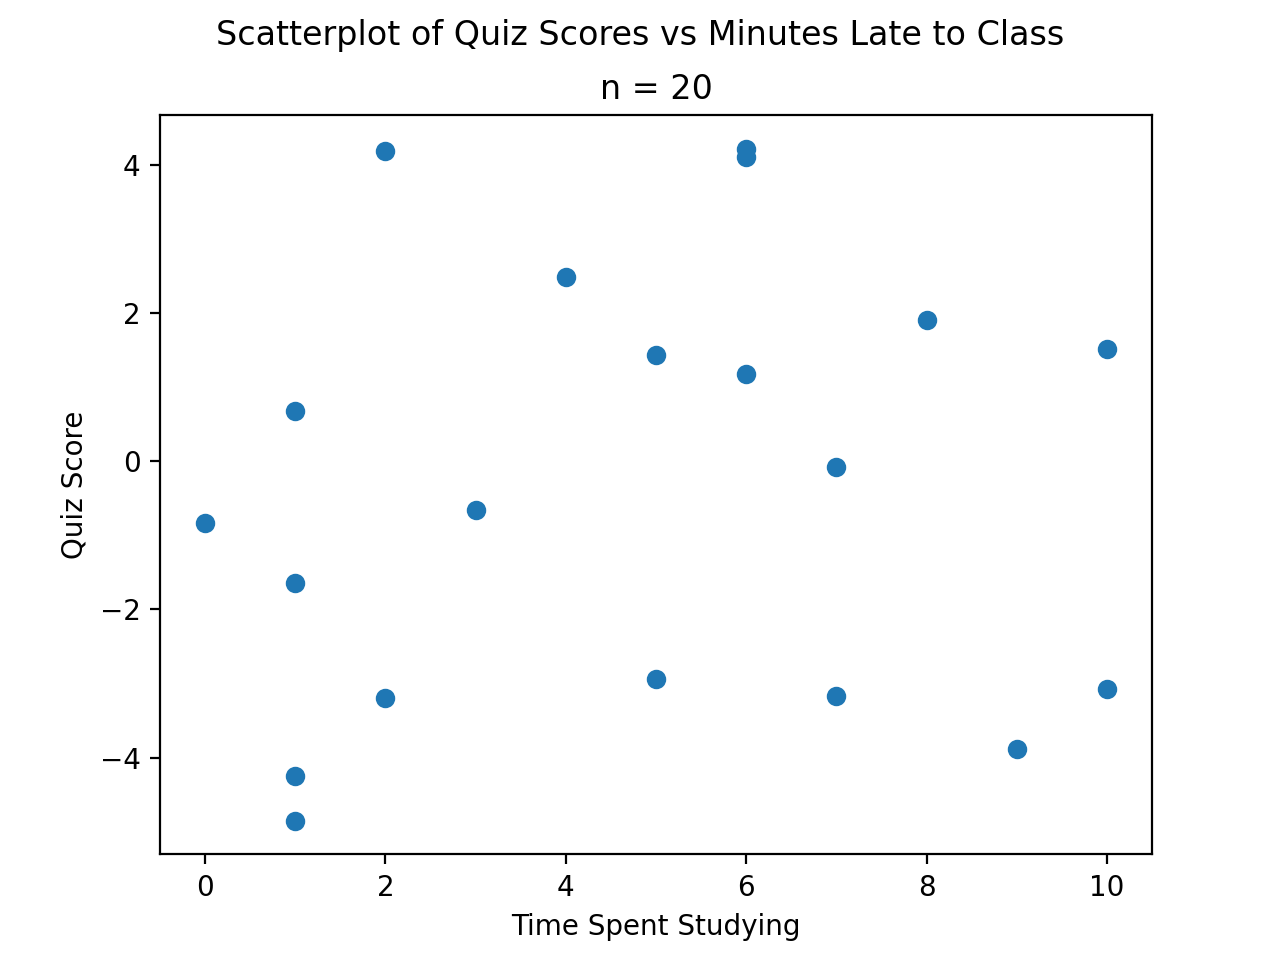 Scatterplot of Quiz Scores vs Minutes Late to Class
n = 20
4
2
0
−2
−4
Quiz Score
0 2 4 6 8 10
Time Spent Studying